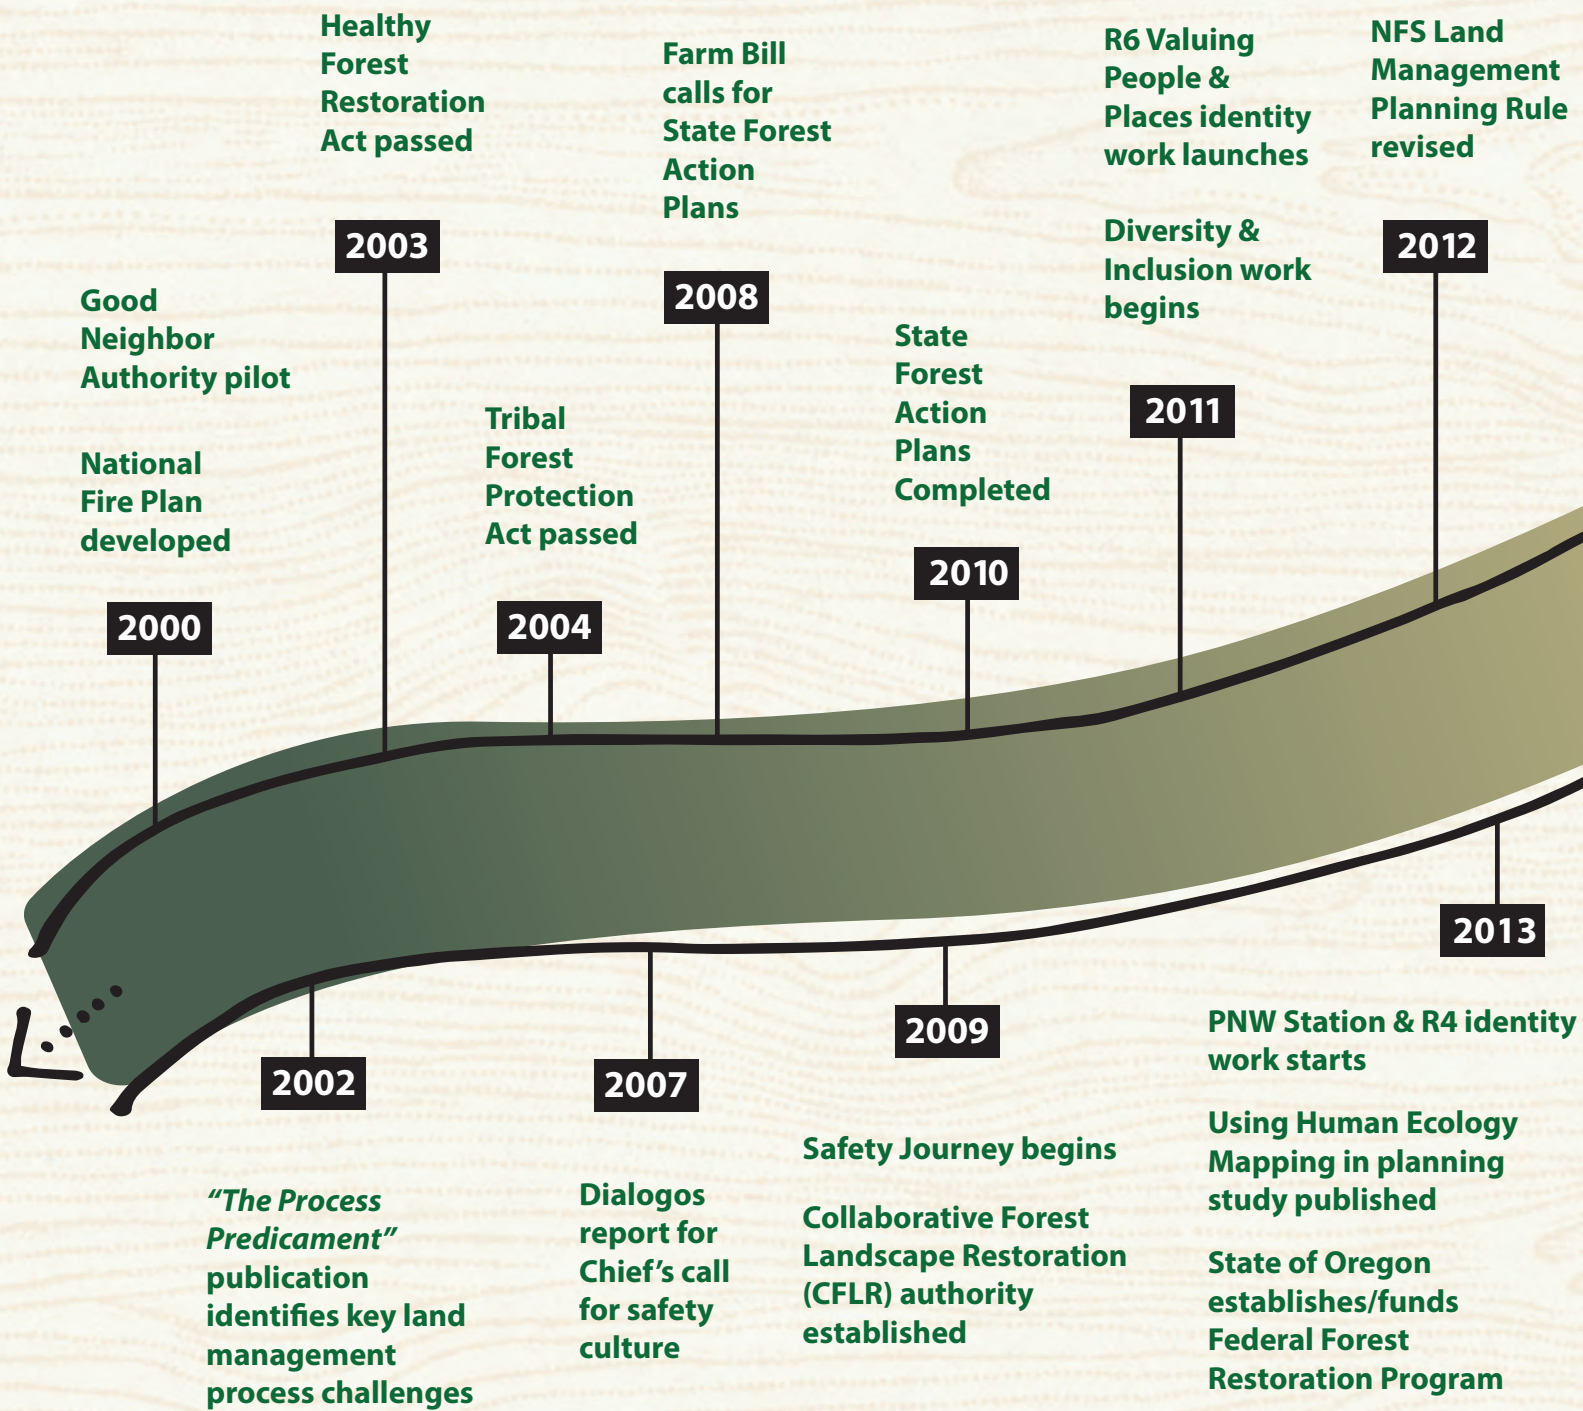 Good
Neighbor
Authority pilot
National
Fire Plan
developed
2000
2002
“The Process
Predicament”
publication
identifies key land
management
process challenges
Healthy
Forest
Restoration
Act passed
2003
Tribal
Forest
Protection
Act passed
2004
2007
Dialogos
report for
Chief’s call
for safety
culture
Farm Bill
calls for
State Forest
Action
Plans
2008
2009
Safety Journey begins
Collaborative Forest
Landscape Restoration
(CFLR) authority
established
State
Forest
Action
Plans
Completed
2010
R6 Valuing
People &
Places identity
work launches
Diversity &
Inclusion work
begins
2011
NFS Land
Management
Planning Rule
revised
2012
2013
PNW Station & R4 identity
work starts
Using Human Ecology
Mapping in planning
study published
State of Oregon
establishes/funds
Federal Forest
Restoration Program